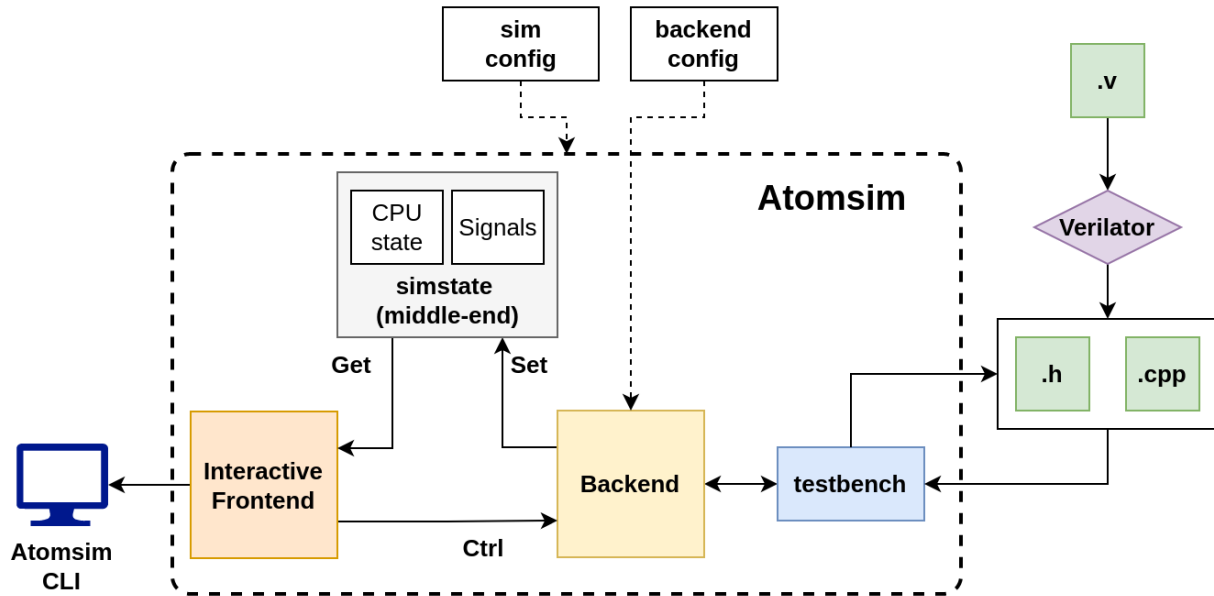 sim
config
backend
config
.v
Atomsim
CPU
state
Signals
Verilator
simstate
(middle-end)
Get
Set
.h
.cpp
Interactive
Frontend
Backend
testbench
Ctrl
Atomsim
CLI